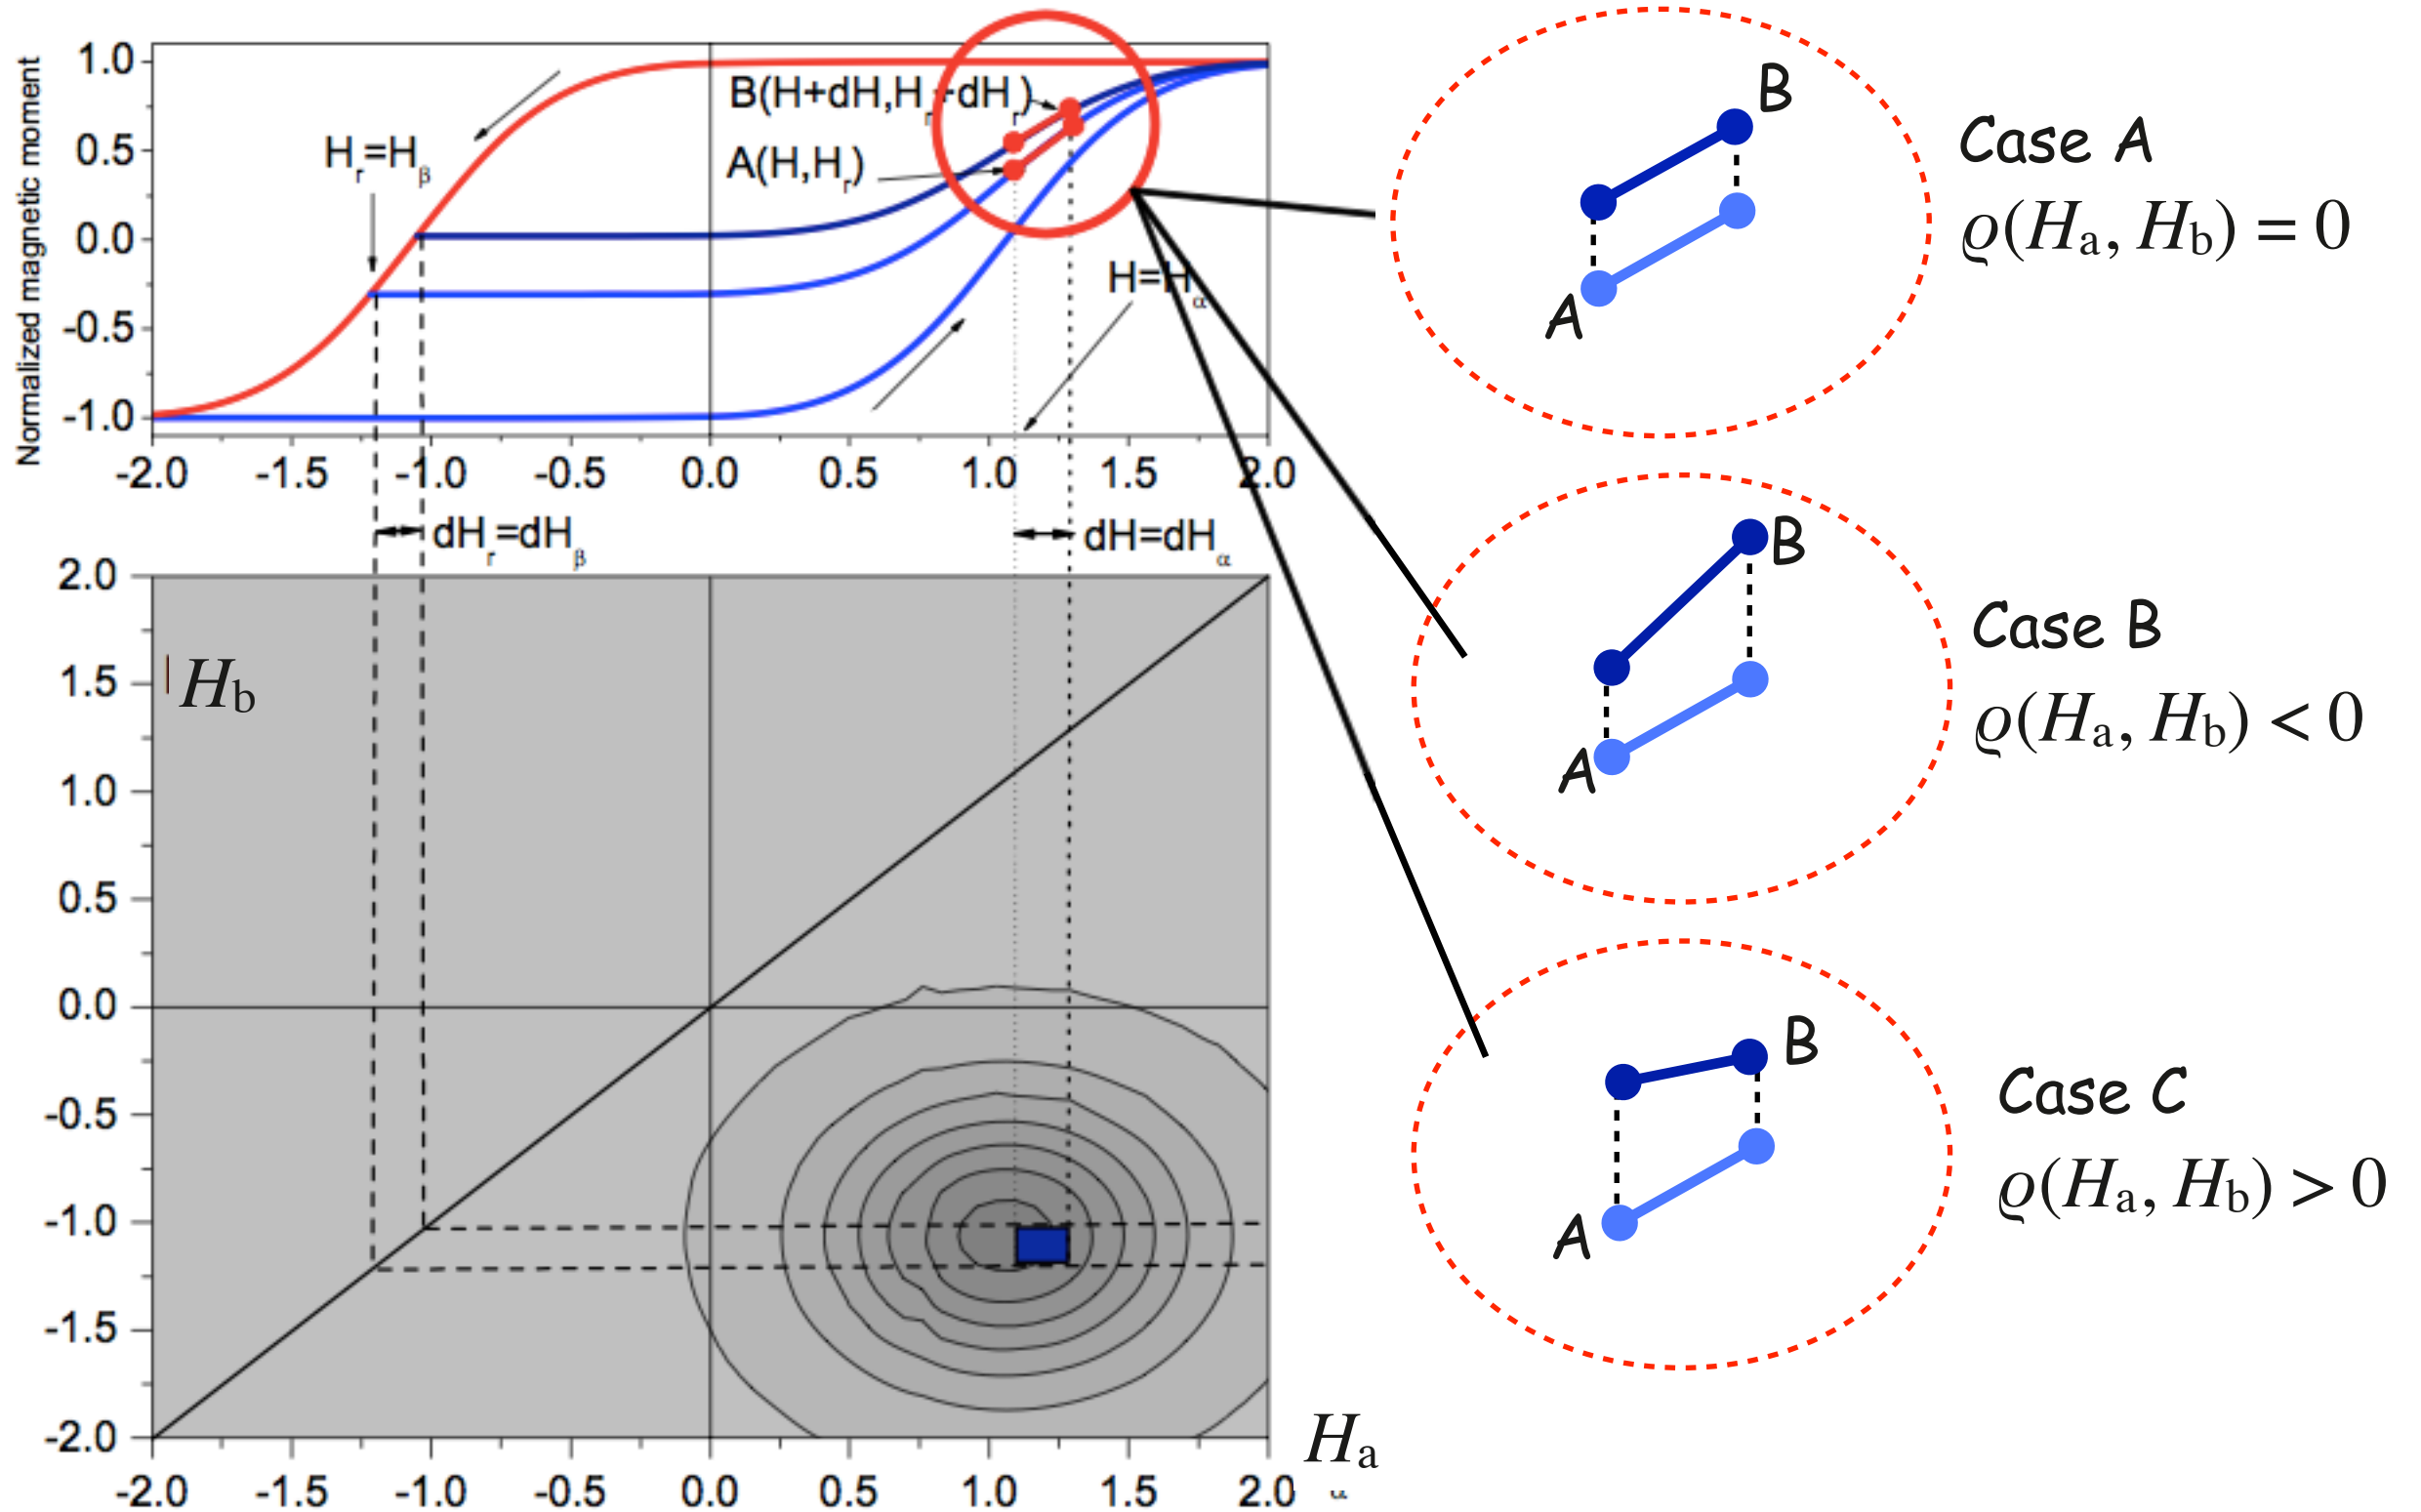 Normalized magnetic moment
1.0
0.5
0.0
-0.5
-1.0
B(H+dH,Hr+dHr)
A(H,Hr)
Hr=Hβ
H=Hα
-2.0 -1.5 -1.0 -0.5 0.0 0.5 1.0 1.5 2.0
dHr=dHβ
dH=dHα
2.0
1.5
1.0
0.5
0.0
-0.5
-1.0
-1.5
-2.0
Hb
-2.0 -1.5 -1.0 -0.5 0.0 0.5 1.0 1.5 2.0
Ha
α
B
A
Case A
ϱ(Ha, Hb) = 0
B
A
Case B
ϱ(Ha, Hb) < 0
B
A
Case C
ϱ(Ha, Hb) > 0